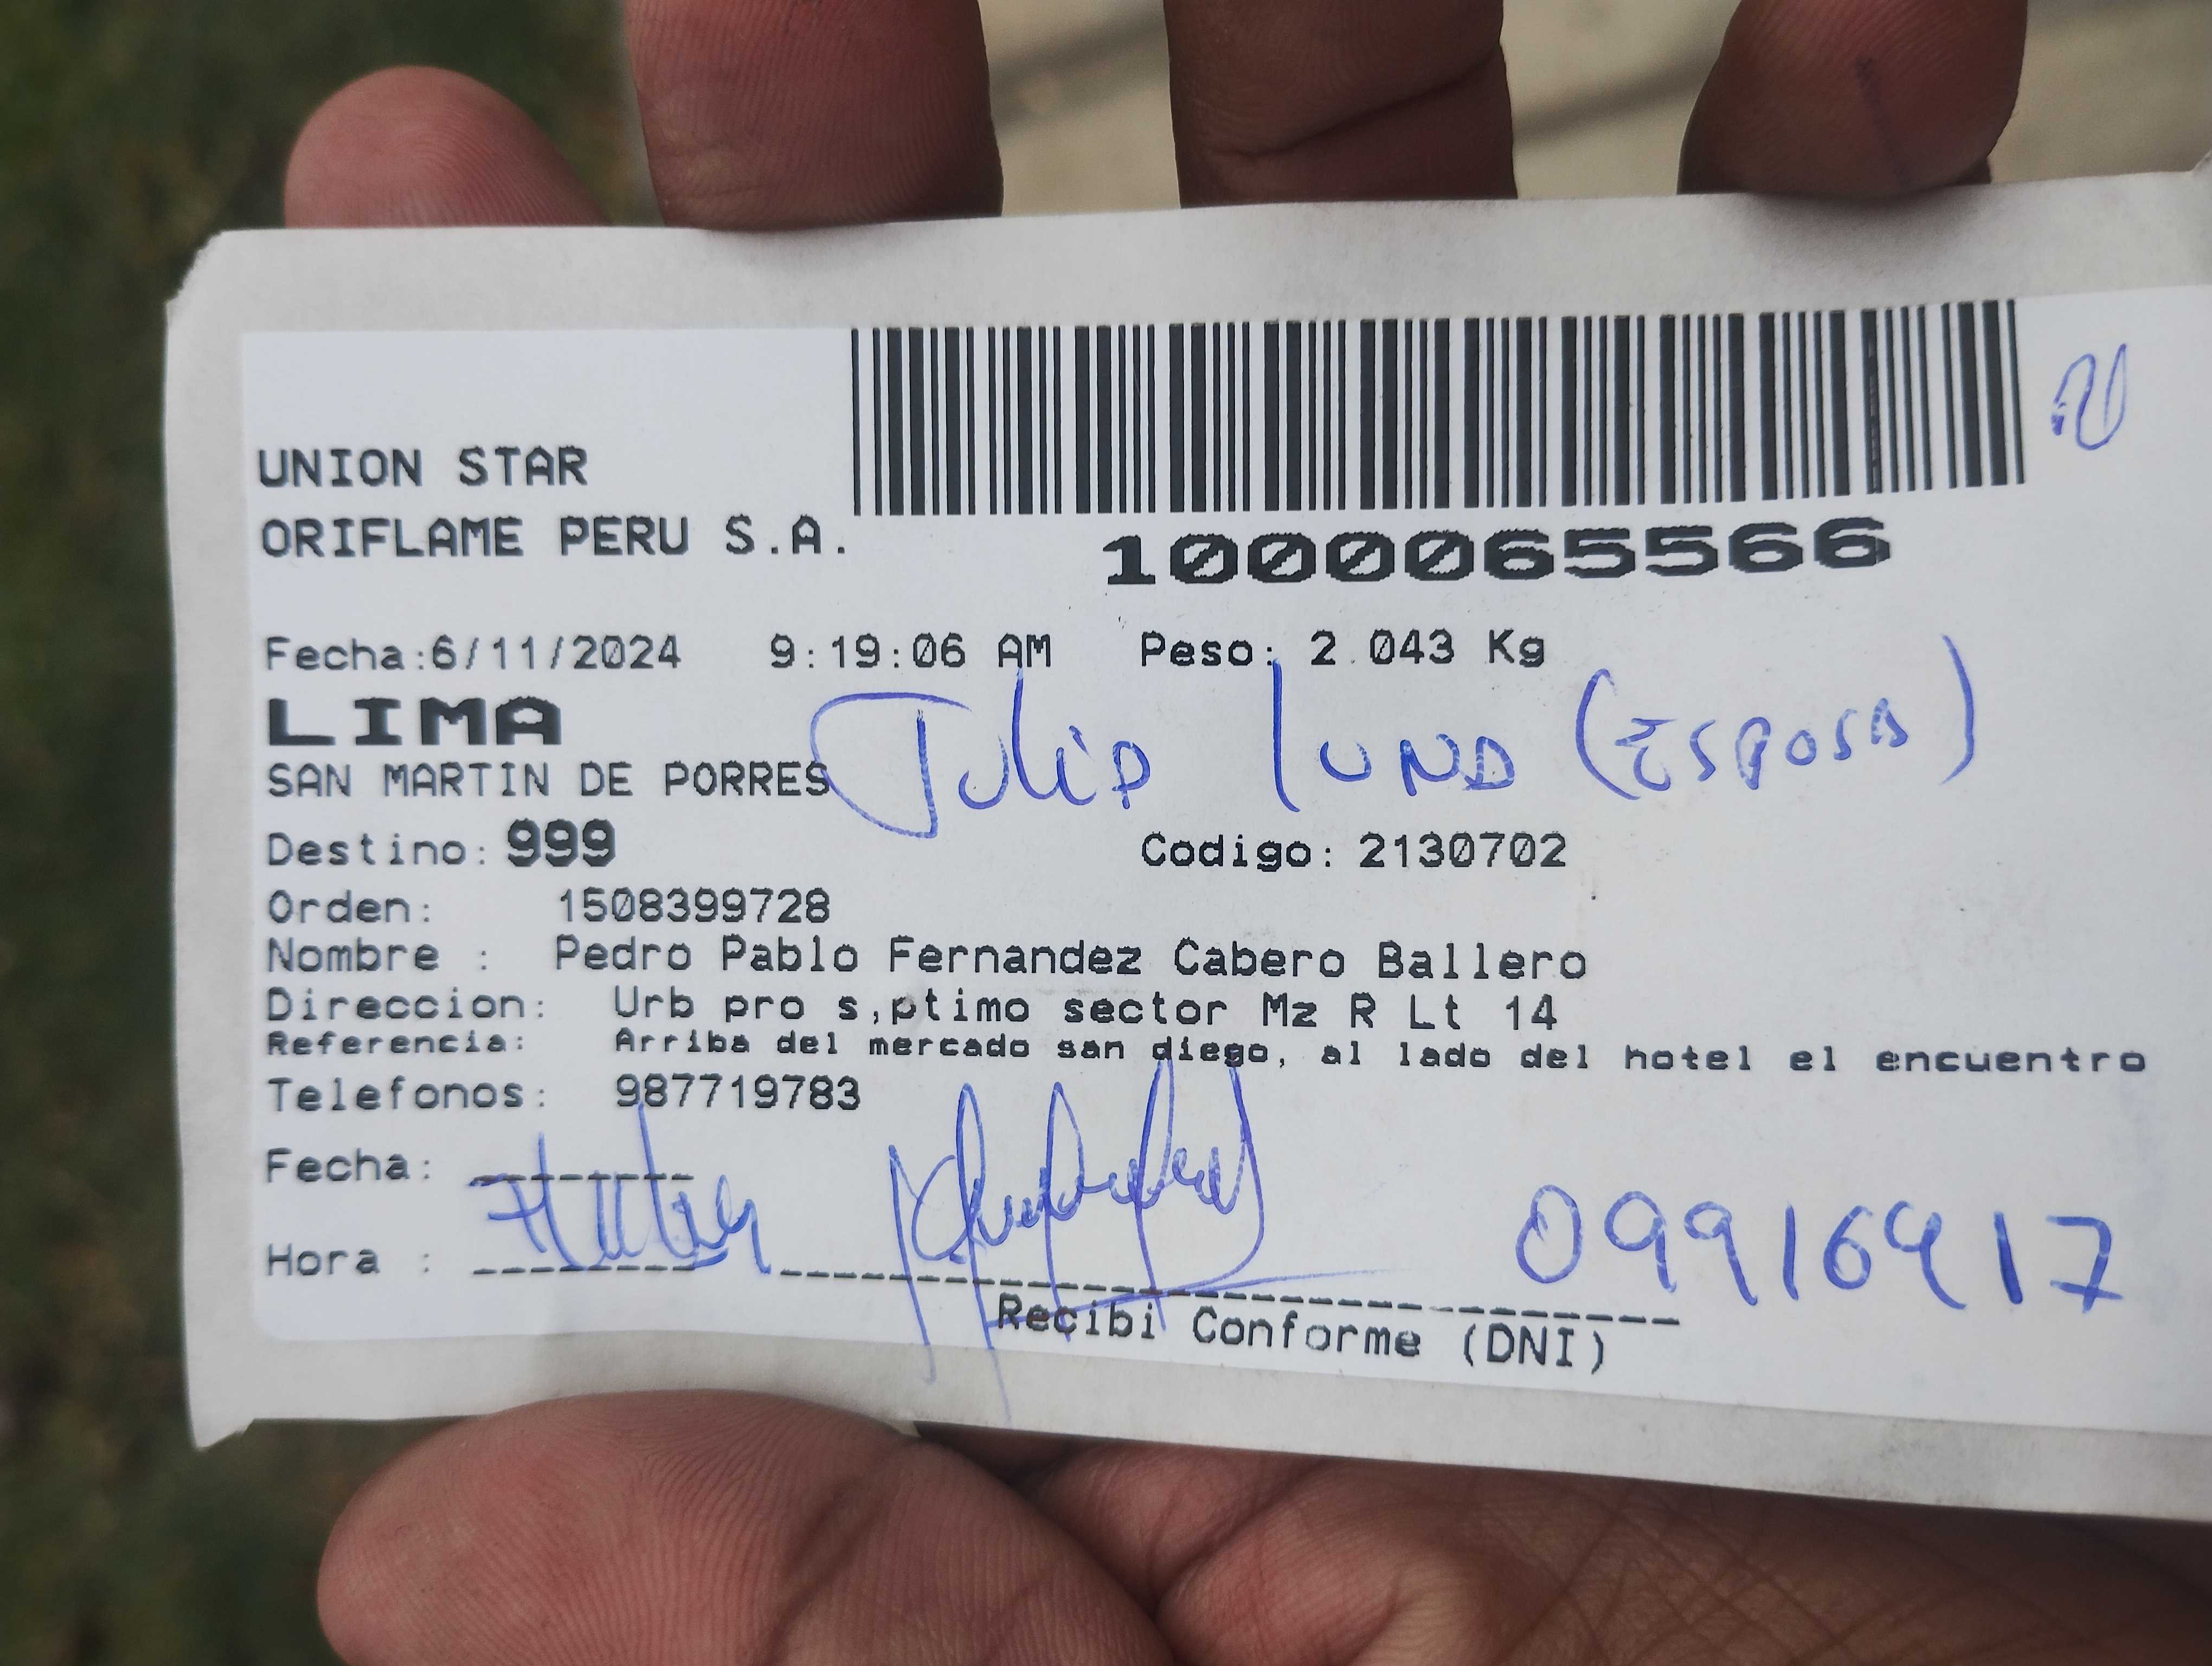 UNION STAR
ORIFLAME PERU S.A.
1000065566
Fecha:6/11/2024 9:19:06 AM Peso: 2.043 Kg
LIMA
Julia Luna (Esposa)
SAN MARTIN DE PORRES
Destino: 999 Codigo: 2130702
Orden: 1508399728
Nombre : Pedro Pablo Fernandez Cabero Ballero
Direccion: Urb pro s,ptimo sector Mz R Lt 14
Referencia: Arriba del mercado san diego, al lado del hotel el encuentro
Telefonos: 987719783
Fecha:
Hora :
09916917
Recibi Conforme (DNI)